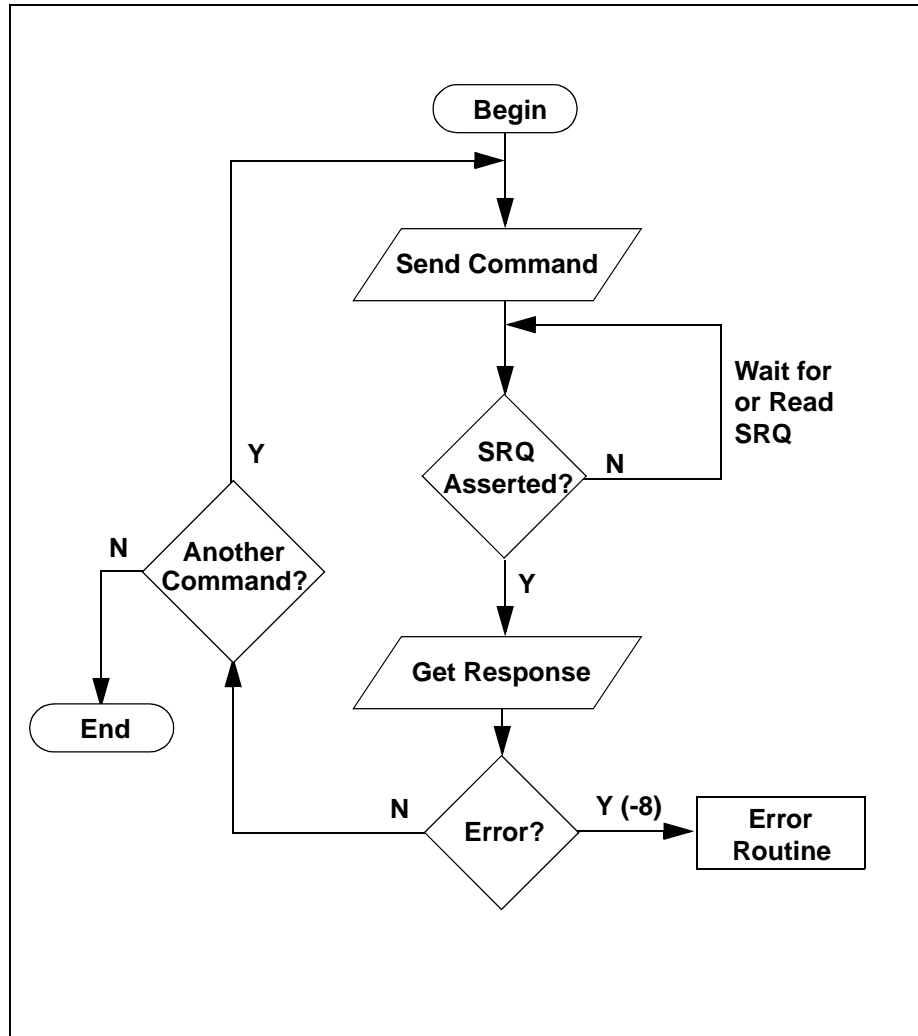 Begin
Send Command
Wait for
or Read
SRQ
SRQ
Asserted?
N
Y
Get Response
Error?
Y (-8)
Error
Routine
N
Another
Command?
Y
N
End